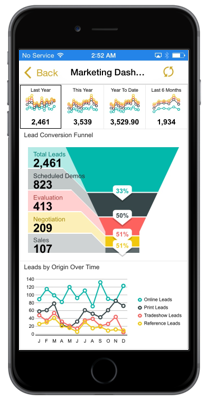 No Service 2:52 AM
Back Marketing Dash...
Last Year This Year Year To Date Last 6 Months
2,461 3,539 3,529.90 1,934
Lead Conversion Funnel
Total Leads
2,461
33%
Scheduled Demos
823
50%
Evaluation
413
51%
Negotiation
209
51%
Sales
107
Leads by Origin Over Time
140
120
100
80
60
40
20
0
J F M A M J J A S O N D
Online Leads
Print Leads
Tradeshow Leads
Reference Leads